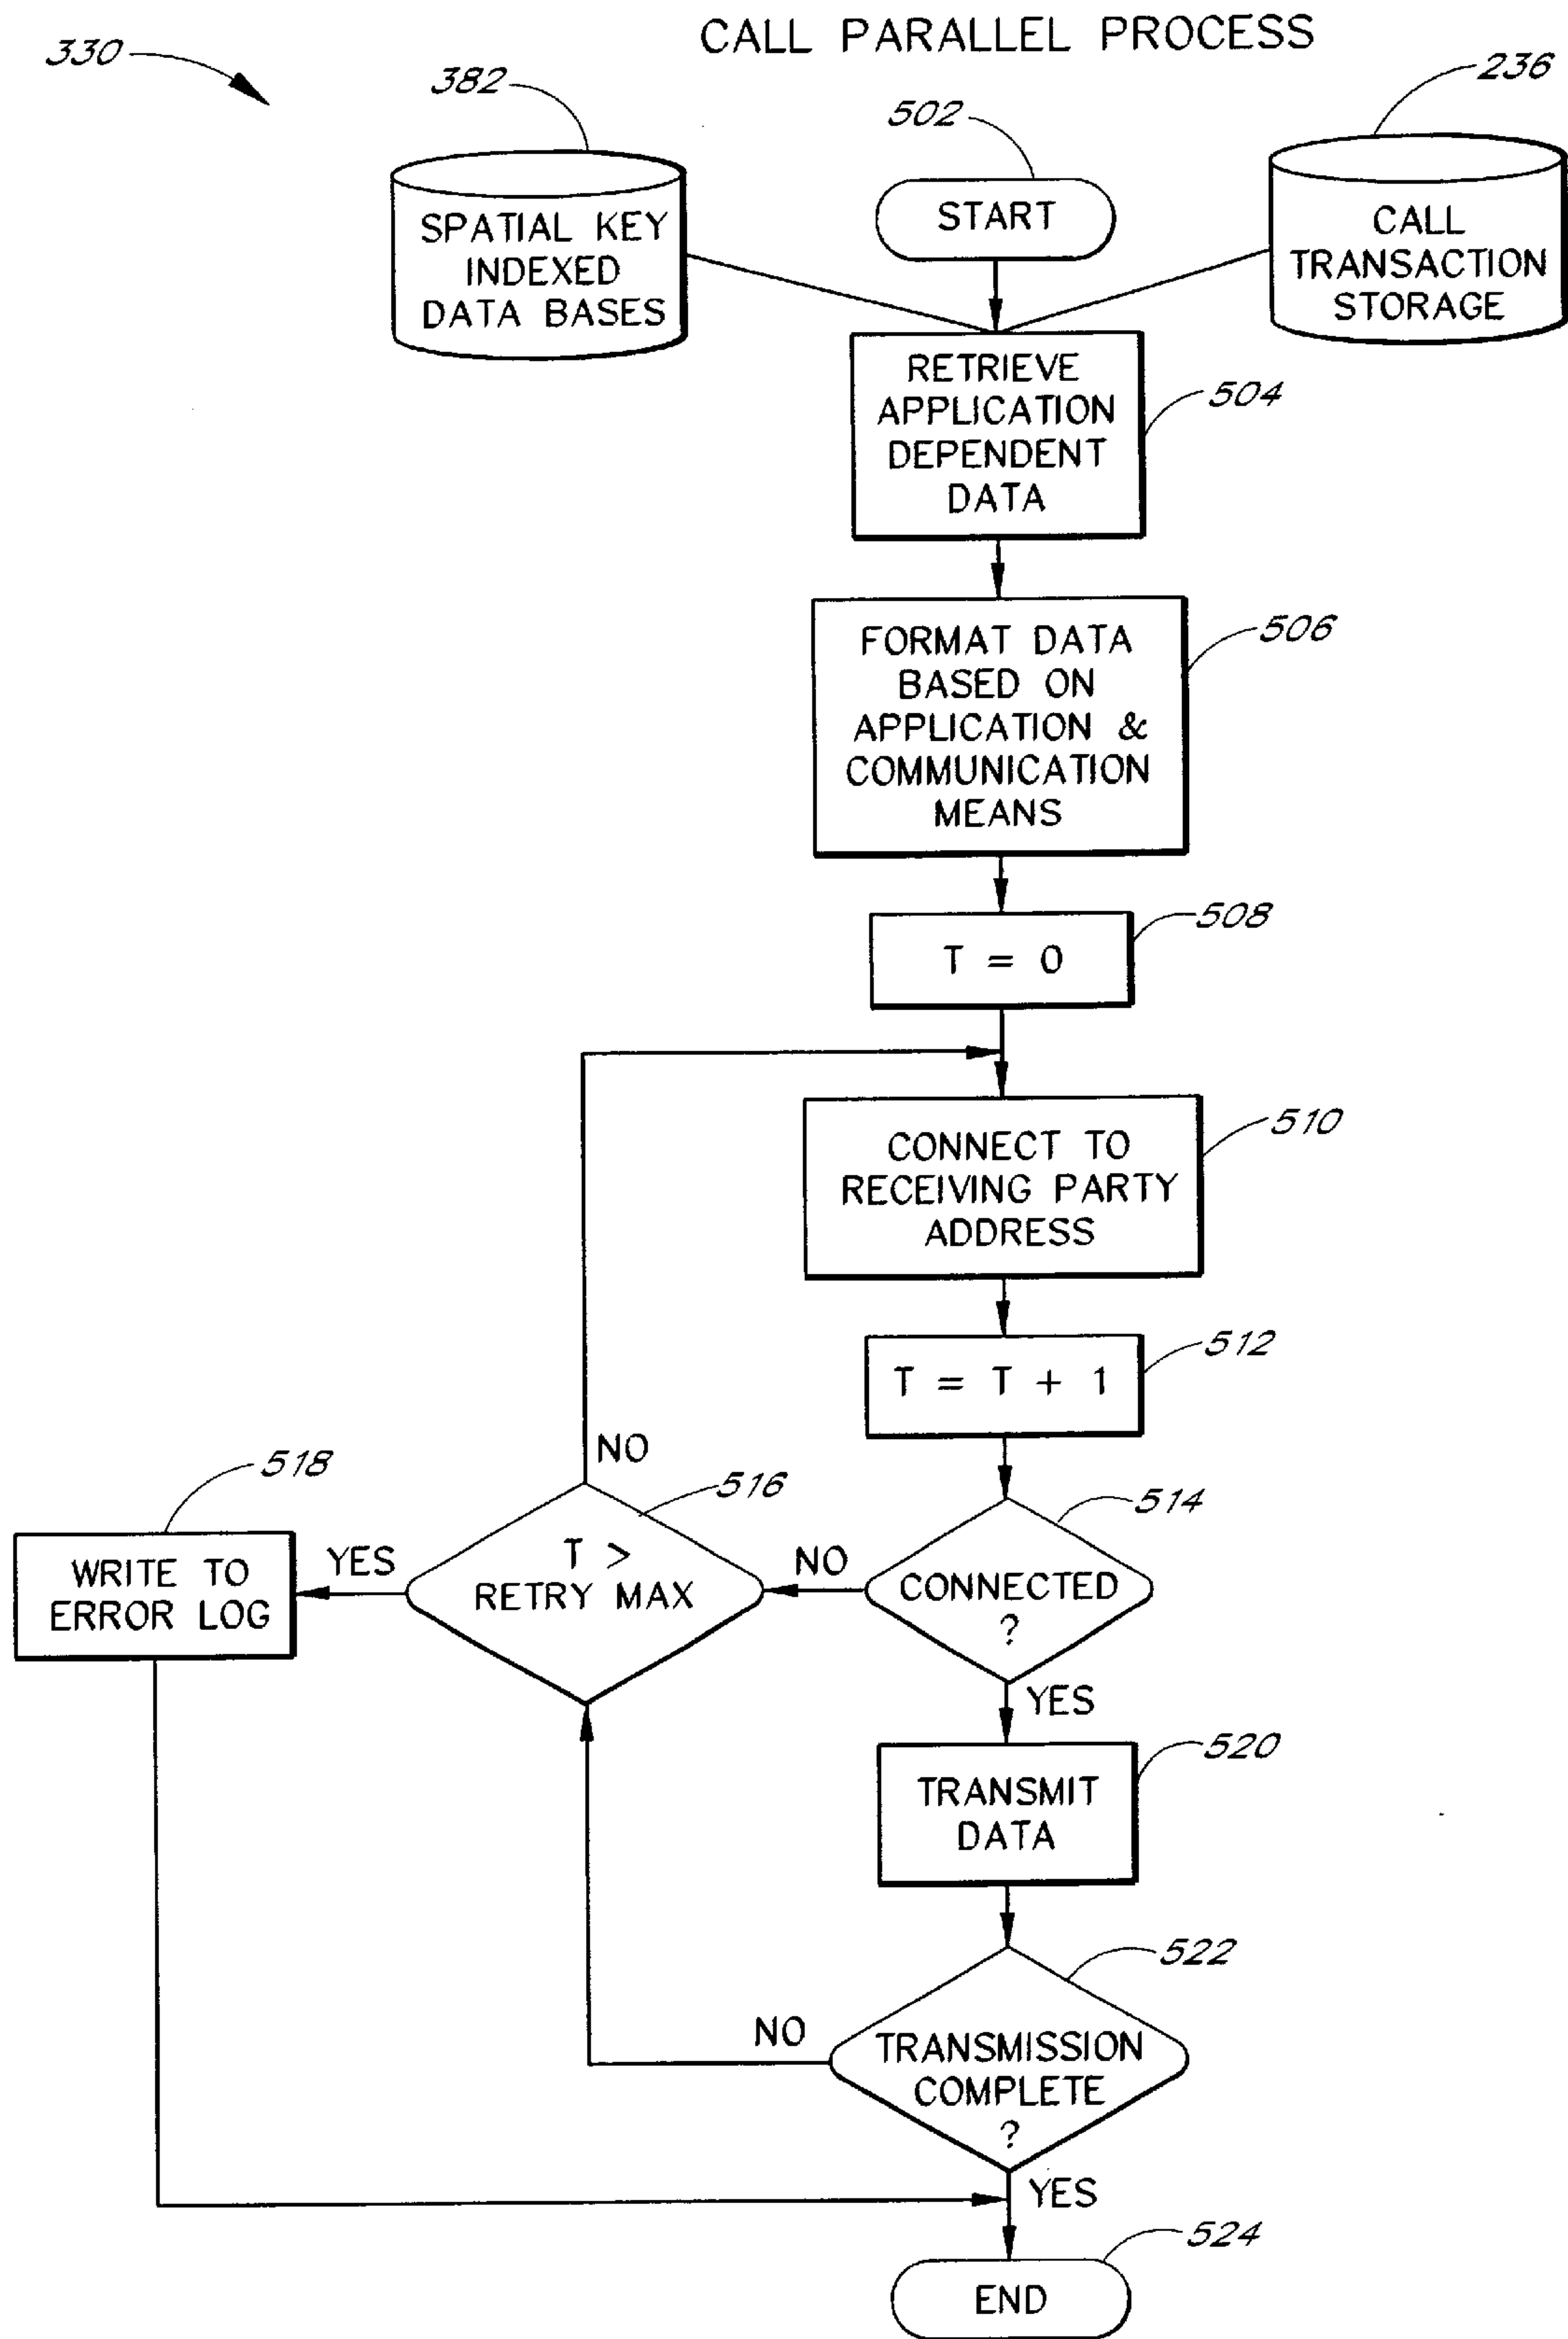 CALL PARALLEL PROCESS
330
382
502
236
SPATIAL KEY
INDEXED
DATA BASES
START
CALL
TRANSACTION
STORAGE
RETRIEVE
APPLICATION
DEPENDENT
DATA
504
FORMAT DATA
BASED ON
APPLICATION &
COMMUNICATION
MEANS
506
T = 0
508
CONNECT TO
RECEIVING PARTY
ADDRESS
510
T = T + 1
512
NO
518
516
514
WRITE TO
ERROR LOG
YES
T >
RETRY MAX
NO
CONNECTED
?
YES
TRANSMIT
DATA
520
522
NO
TRANSMISSION
COMPLETE
?
YES
524
END